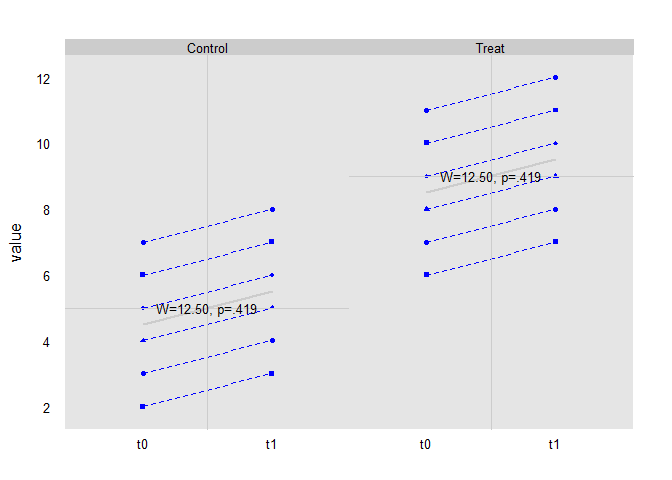 Control Treat
value
12
10
8
6
4
2
W=12.50, p=.419
W=12.50, p=.419
t0 t1 t0 t1